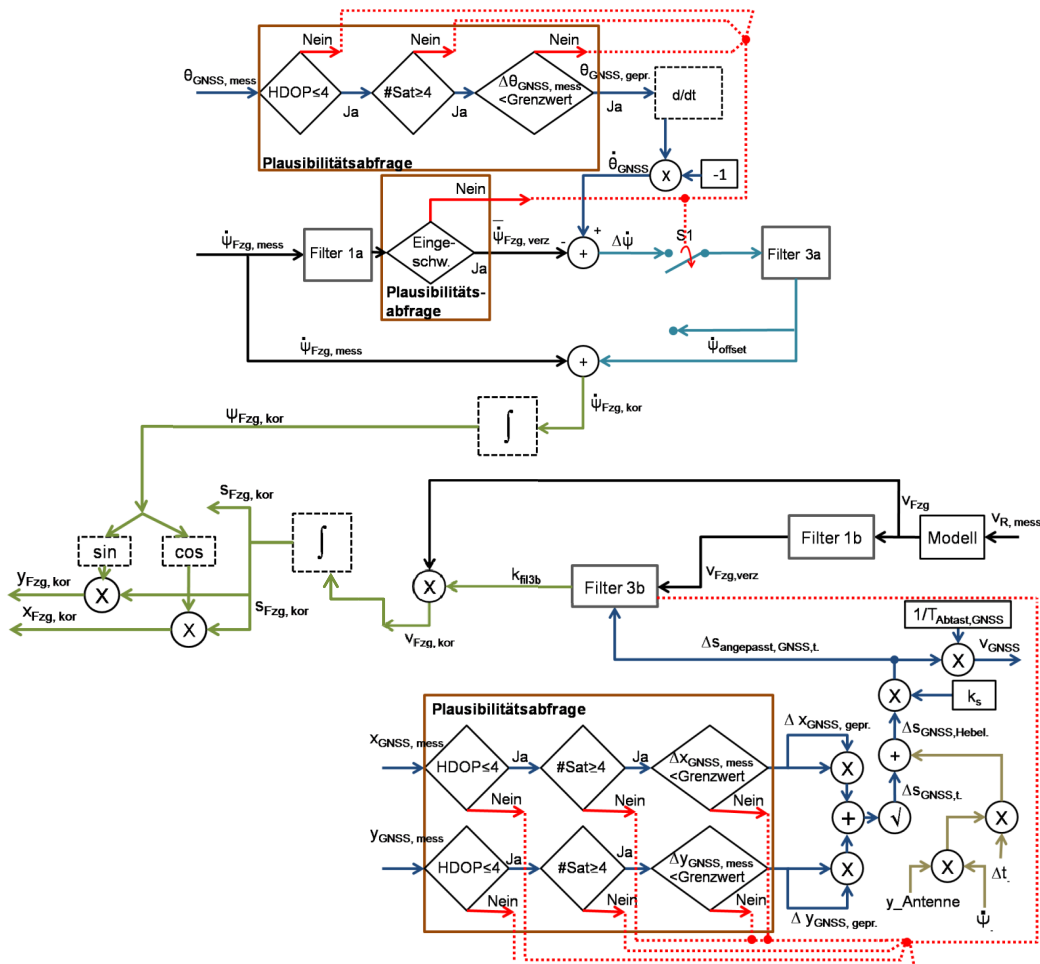 Nein
Nein
Nein
θGNSS, mess
HDOP≤4
Ja
#Sat≥4
Ja
ΔθGNSS, mess
<Grenzwert
θGNSS, gepr.
Ja
d/dt
Plausibilitätsabfrage
θ̇GNSS
X
-1
Nein
ψ̇Fzg, mess
Filter 1a
Einge-
schw.
Ja
ψ̇Fzg, verz
-
+
+
Δψ̇
S1
Filter 3a
Plausibilitäts-
abfrage
ψ̇Fzg, mess
+
ψ̇offset
ψ̇Fzg, kor
∫
ψFzg, kor
sFzg, kor
vFzg
vR, mess
sin
cos
∫
Filter 1b
Modell
yFzg, kor
X
kfil3b
X
Filter 3b
vFzg,verz
xFzg, kor
X
sFzg, kor
vFzg, kor
1/TAbtast,GNSS
Δsangepasst, GNSS,t.
X
vGNSS
X
ks
Plausibilitätsabfrage
xGNSS, mess
HDOP≤4
Ja
#Sat≥4
Ja
ΔxGNSS, mess
<Grenzwert
Δ xGNSS, gepr.
X
ΔsGNSS,Hebel.
+
Nein
Nein
Nein
+
√
ΔsGNSS,t.
X
yGNSS, mess
HDOP≤4
Ja
#Sat≥4
Ja
ΔyGNSS, mess
<Grenzwert
X
X
Δt-
Nein
Nein
Nein
Δ yGNSS, gepr.
y_Antenne
ψ̇-